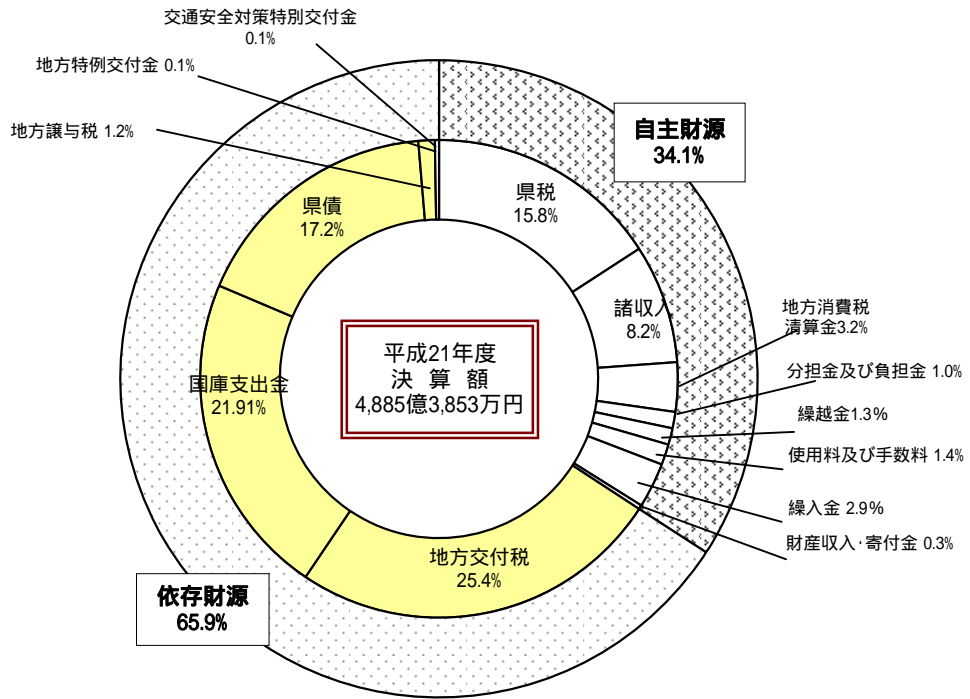 交通安全対策特別交付金
0.1%
地方特例交付金 0.1%
地方譲与税 1.2%
自主財源
34.1%
県税
15.8%
県債
17.2%
諸収入
8.2%
地方消費税
清算金3.2%
分担金及び負担金 1.0%
繰越金1.3%
使用料及び手数料 1.4%
繰入金 2.9%
財産収入・寄付金 0.3%
国庫支出金
21.91%
平成21年度
決 算 額
4,885億3,853万円
地方交付税
25.4%
依存財源
65.9%